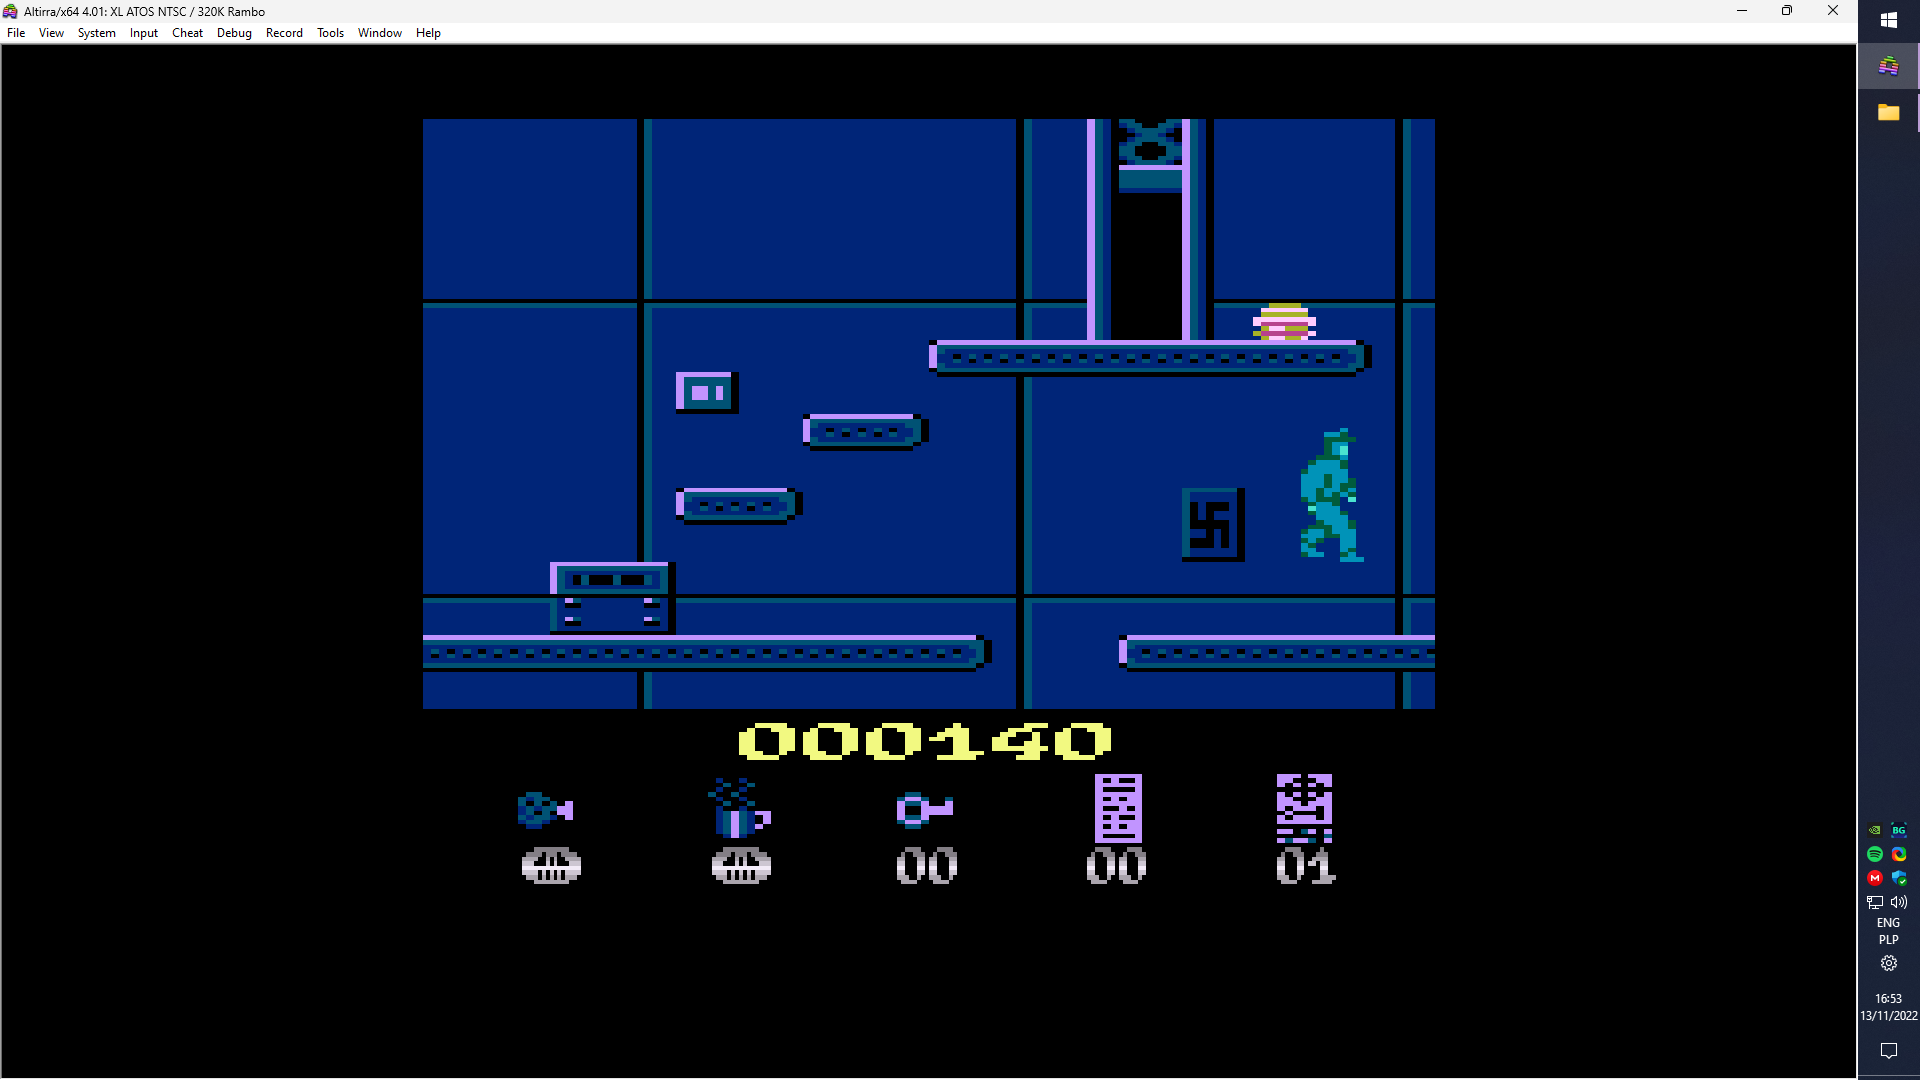 Altirra/x64 4.01: XL ATOS NTSC / 320K Rambo
File View System Input Cheat Debug Record Tools Window Help
000140
00 00 01
BG
M
ENG
PLP
16:53
13/11/2022